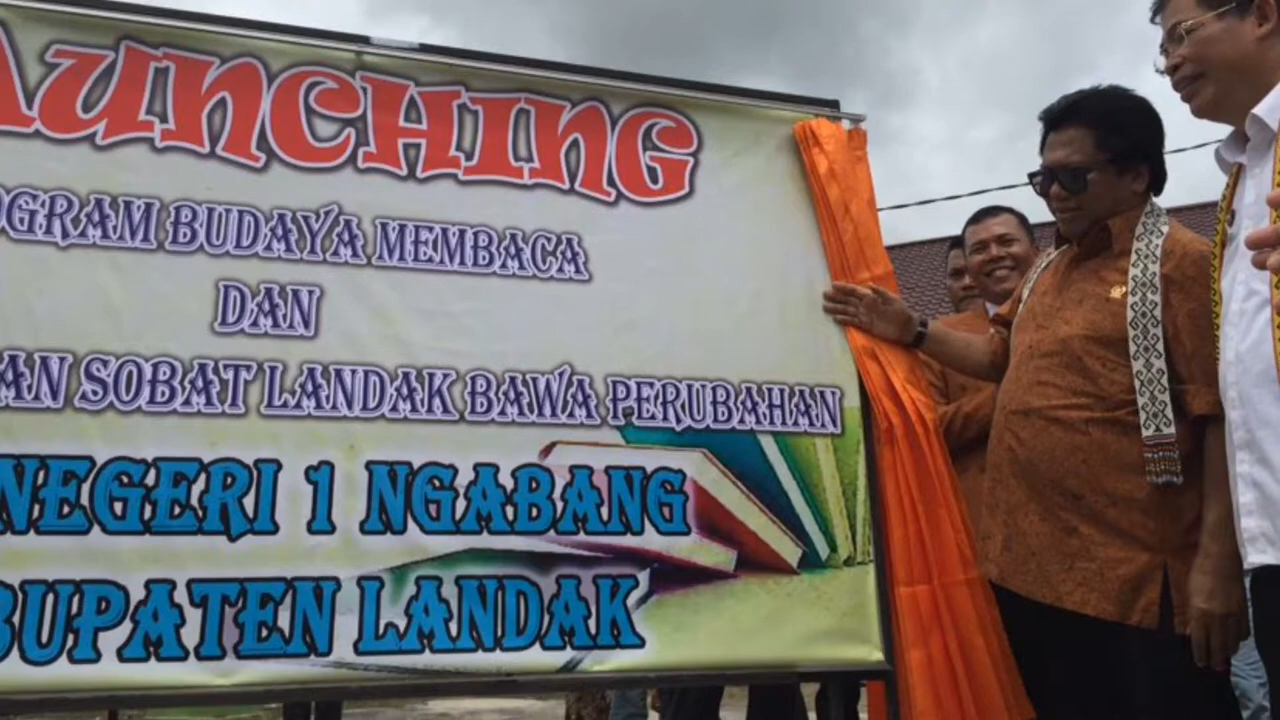 AUNCHING
OGRAM BUDAYA MEMBACA
DAN
AN SOBAT LANDAK BAWA PERUBAHAN
NEGERI 1 NGABANG
BUPATEN LANDAK